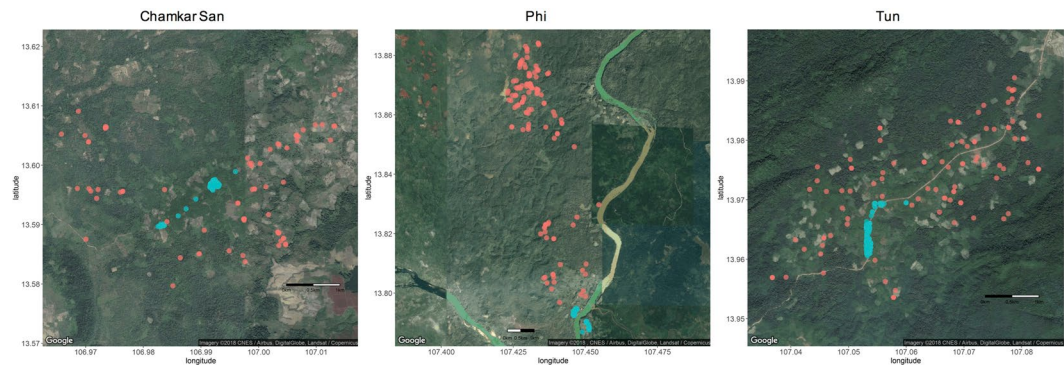 Chamkar San
Phi
Tun
13.62
13.61
13.60
13.59
13.58
13.57
latitude
106.97
106.98
106.99
107.00
107.01
longitude
Google
Imagery ©2018 CNES / Airbus, DigitalGlobe, Landsat / Copernicus
13.88
13.86
13.84
13.82
13.80
latitude
107.400
107.425
107.450
107.475
longitude
Google
Imagery ©2018, CNES / Airbus, DigitalGlobe, Landsat / Copernicus
13.99
13.98
13.97
13.96
13.95
latitude
107.04
107.05
107.06
107.07
107.08
longitude
Google
Imagery ©2018 CNES / Airbus, DigitalGlobe, Landsat / Copernicus